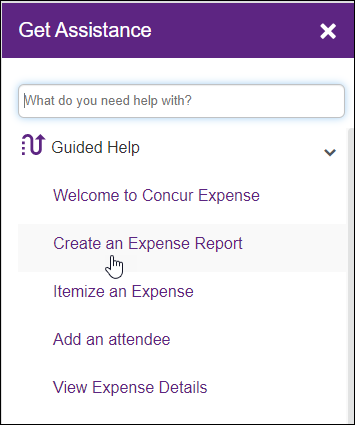 Get Assistance
What do you need help with?
Guided Help
Welcome to Concur Expense
Create an Expense Report
Itemize an Expense
Add an attendee
View Expense Details